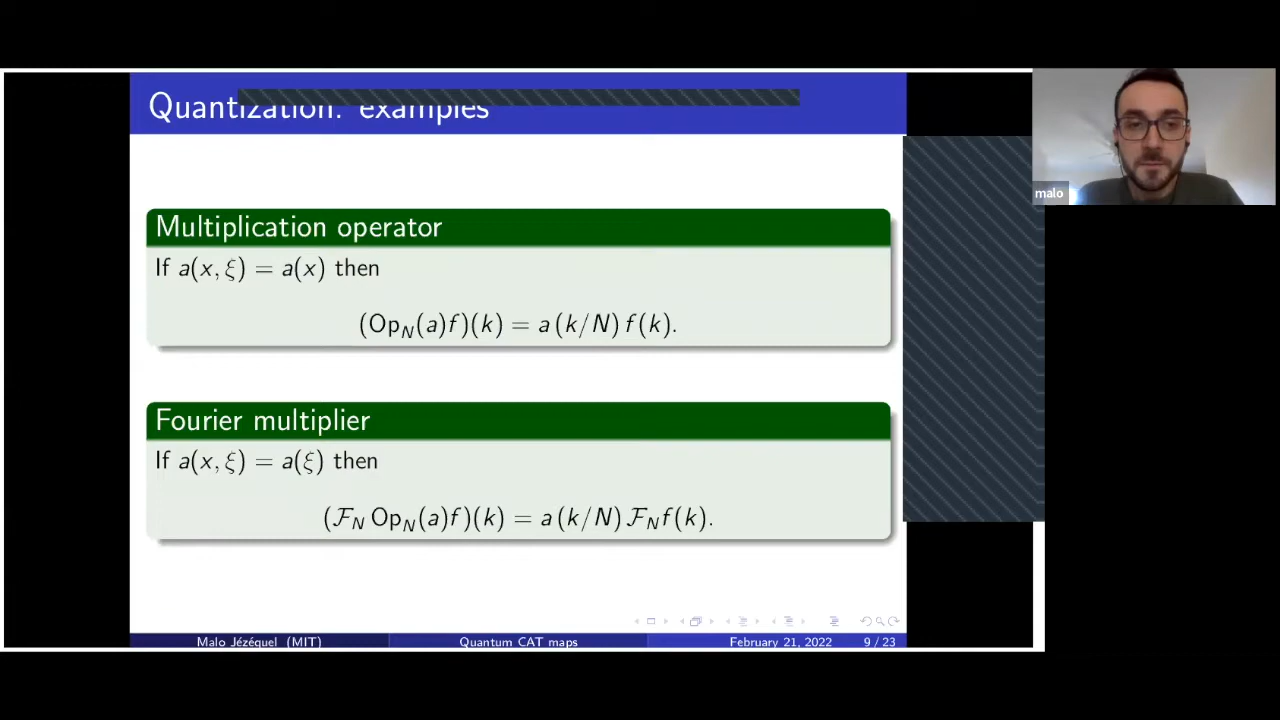 Quantization: examples
malo
Multiplication operator
If a(x, ξ) = a(x) then
(Op_N(a)f)(k) = a (k/N) f(k).
Fourier multiplier
If a(x, ξ) = a(ξ) then
(ℱ_N Op_N(a)f)(k) = a (k/N) ℱ_N f(k).
Malo Jézéquel (MIT) Quantum CAT maps February 21, 2022 9 / 23